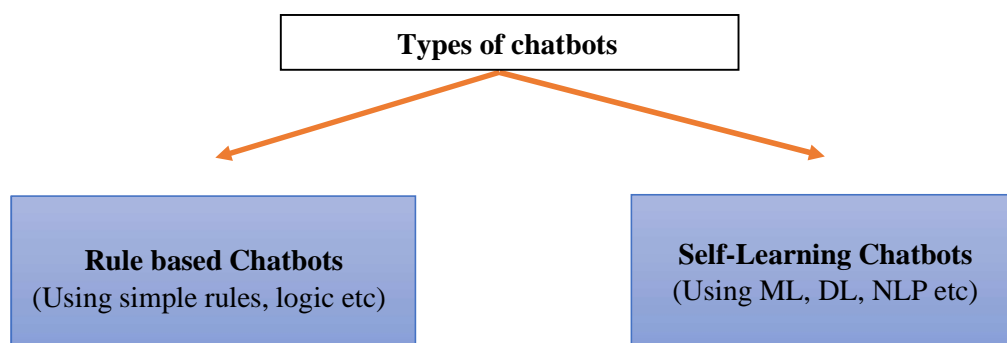 Types of chatbots
Rule based Chatbots
(Using simple rules, logic etc)
Self-Learning Chatbots
(Using ML, DL, NLP etc)